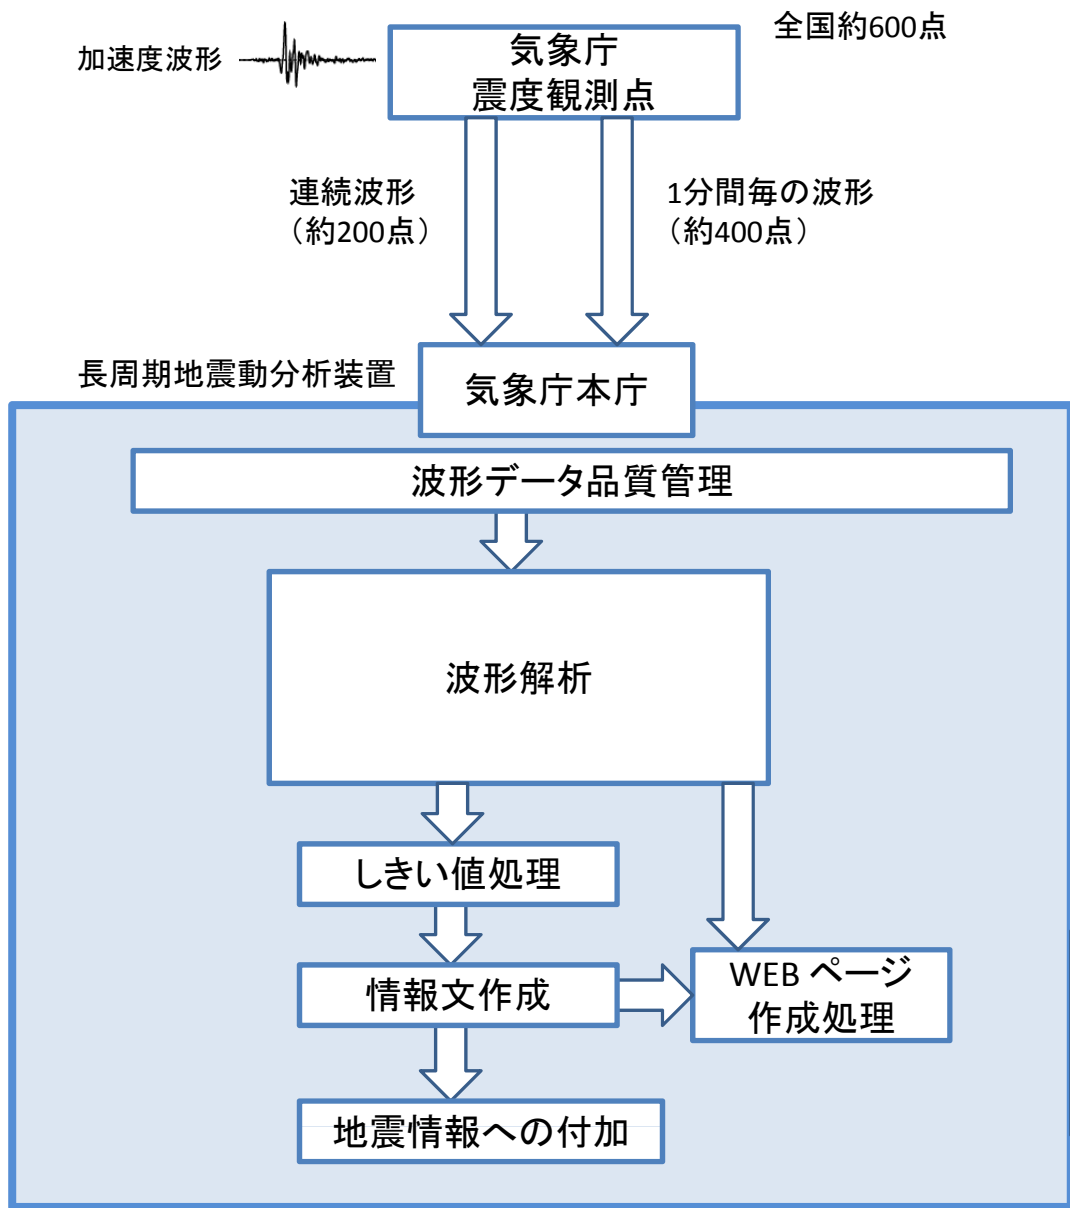 全国約600点
加速度波形
気象庁
震度観測点
連続波形
（約200点）
1分間毎の波形
（約400点）
長周期地震動分析装置
気象庁本庁
波形データ品質管理
波形解析
しきい値処理
情報文作成
WEB ページ
作成処理
地震情報への付加